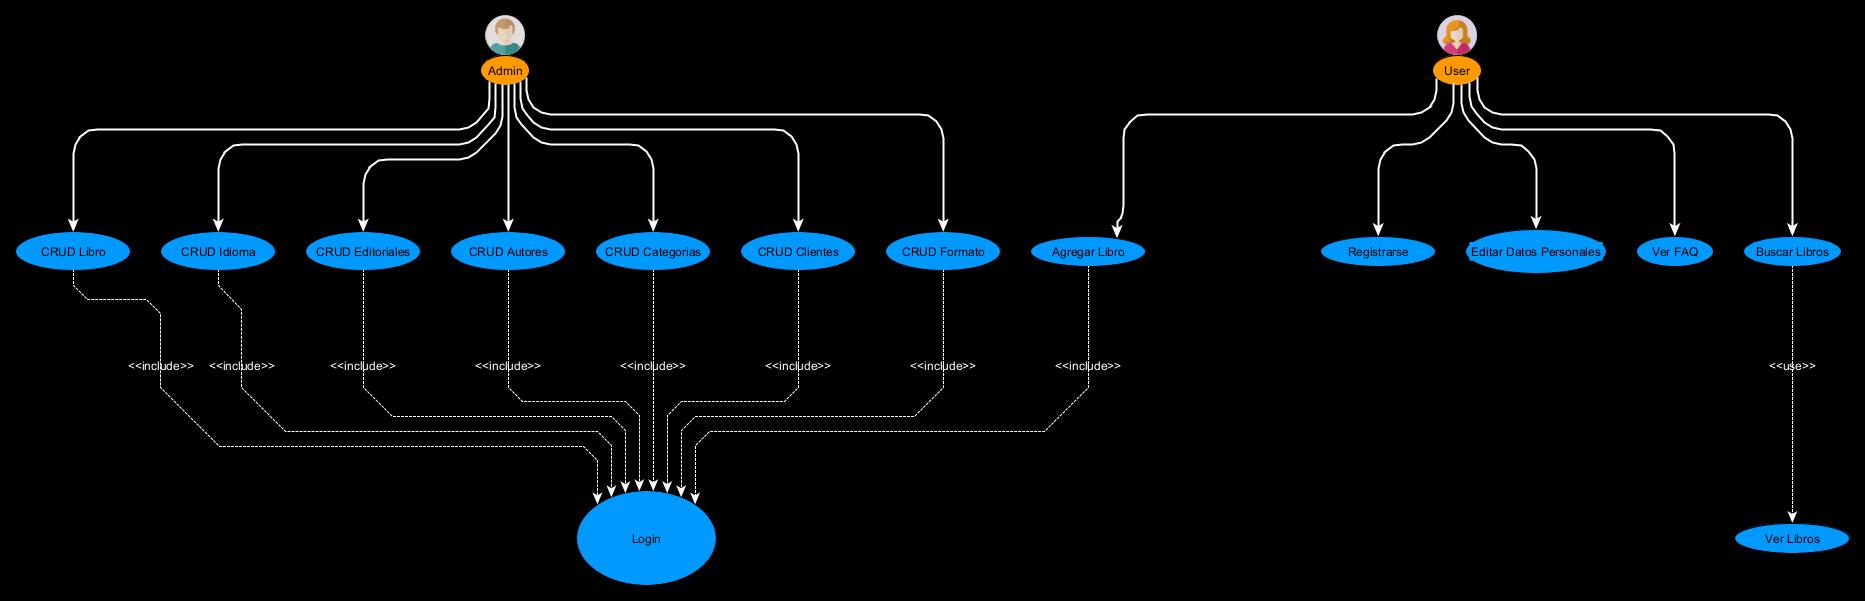 Admin
User
CRUD Libro
CRUD Idioma
CRUD Editoriales
CRUD Autores
CRUD Categorias
CRUD Clientes
CRUD Formato
Agregar Libro
Registrarse
Editar Datos Personales
Ver FAQ
Buscar Libros
<<include>>
<<include>>
<<include>>
<<include>>
<<include>>
<<include>>
<<include>>
<<include>>
<<use>>
Login
Ver Libros